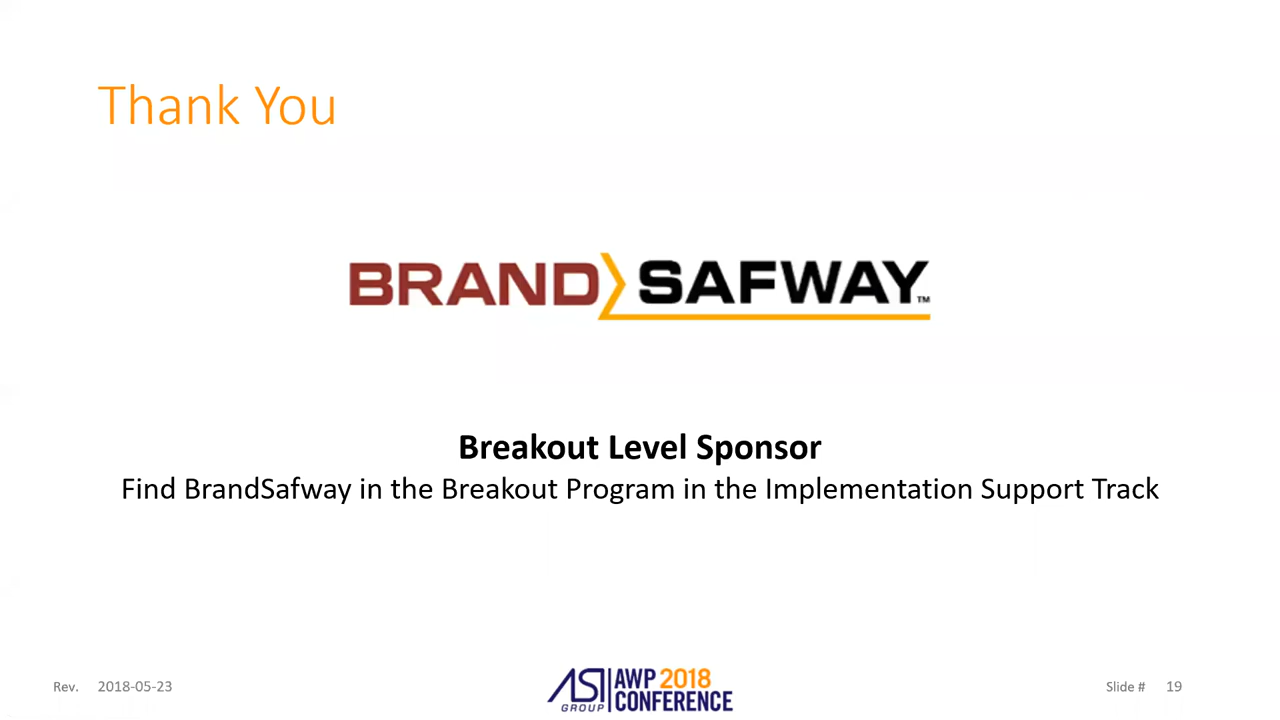 Thank You
BRAND SAFWAY™
Breakout Level Sponsor
Find BrandSafway in the Breakout Program in the Implementation Support Track
Rev. 2018-05-23
ASI GROUP
AWP 2018
CONFERENCE
Slide # 19